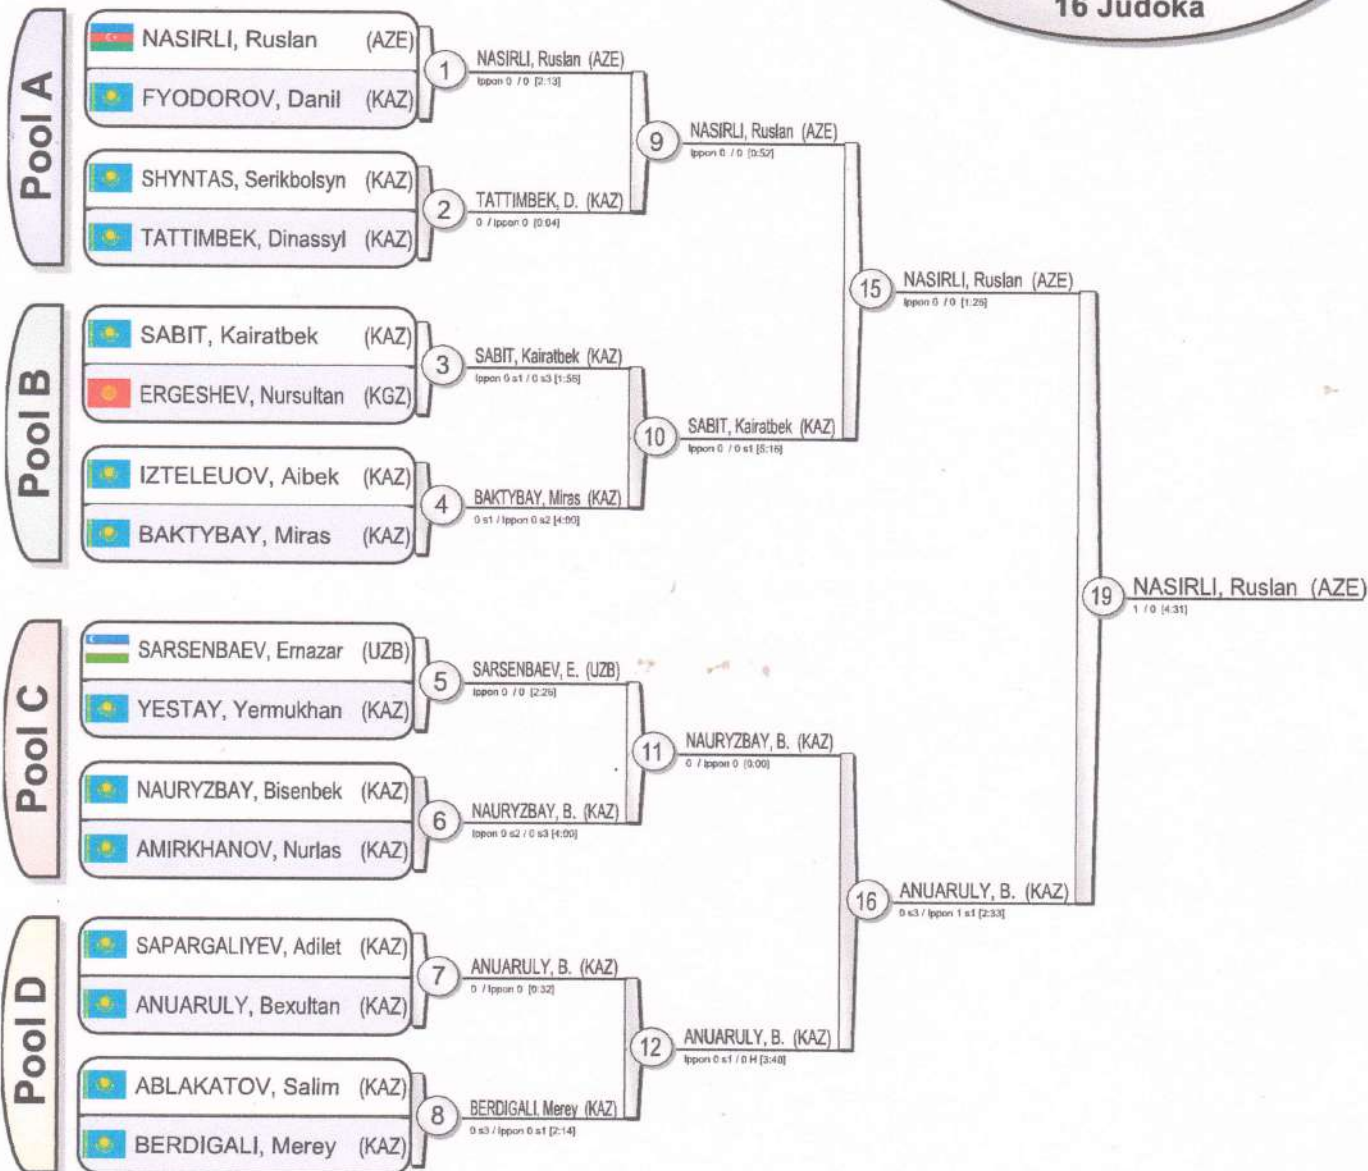 16 Judoka
Pool A
NASIRLI, Ruslan (AZE)
FYODOROV, Danil (KAZ)
SHYNTAS, Serikbolsyn (KAZ)
TATTIMBEK, Dinassyl (KAZ)
1
NASIRLI, Ruslan (AZE)
Ippon 0 / 0 [2:13]
2
TATTIMBEK, D. (KAZ)
0 / Ippon 0 [0:04]
9
NASIRLI, Ruslan (AZE)
Ippon 0 / 0 [0:52]
Pool B
SABIT, Kairatbek (KAZ)
ERGESHEV, Nursultan (KGZ)
IZTELEUOV, Aibek (KAZ)
BAKTYBAY, Miras (KAZ)
3
SABIT, Kairatbek (KAZ)
Ippon 0 s1 / 0 s3 [1:56]
4
BAKTYBAY, Miras (KAZ)
0 s1 / Ippon 0 s2 [4:00]
10
SABIT, Kairatbek (KAZ)
Ippon 0 / 0 s1 [5:16]
15
NASIRLI, Ruslan (AZE)
Ippon 0 / 0 [1:26]
Pool C
SARSENBAEV, Ernazar (UZB)
YESTAY, Yermukhan (KAZ)
NAURYZBAY, Bisenbek (KAZ)
AMIRKHANOV, Nurlas (KAZ)
5
SARSENBAEV, E. (UZB)
Ippon 0 / 0 [2:26]
6
NAURYZBAY, B. (KAZ)
Ippon 0 s2 / 0 s3 [4:00]
11
NAURYZBAY, B. (KAZ)
0 / Ippon 0 [0:00]
Pool D
SAPARGALIYEV, Adilet (KAZ)
ANUARULY, Bexultan (KAZ)
ABLAKATOV, Salim (KAZ)
BERDIGALI, Merey (KAZ)
7
ANUARULY, B. (KAZ)
0 / Ippon 0 [0:32]
8
BERDIGALI, Merey (KAZ)
0 s3 / Ippon 0 s1 [2:14]
12
ANUARULY, B. (KAZ)
Ippon 0 s1 / 0 H [3:40]
16
ANUARULY, B. (KAZ)
0 s3 / Ippon 1 s1 [2:33]
19
NASIRLI, Ruslan (AZE)
1 / 0 [4:31]